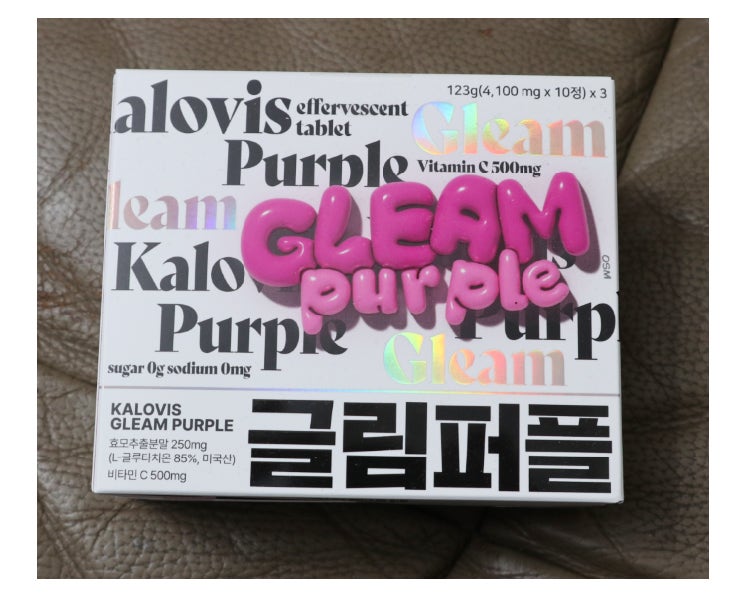 123g(4,100 mg x 10정) x 3
alovis effervescent
tablet
Gleam
Purple
Vitamin C 500mg
leam
GLEAM
purple
Kalo
OSM
Purple
Purp
Gleam
sugar 0g sodium 0mg
KALOVIS
GLEAM PURPLE
글림퍼플
효모추출분말 250mg
(L-글루타치온 85%, 미국산)
비타민 C 500mg